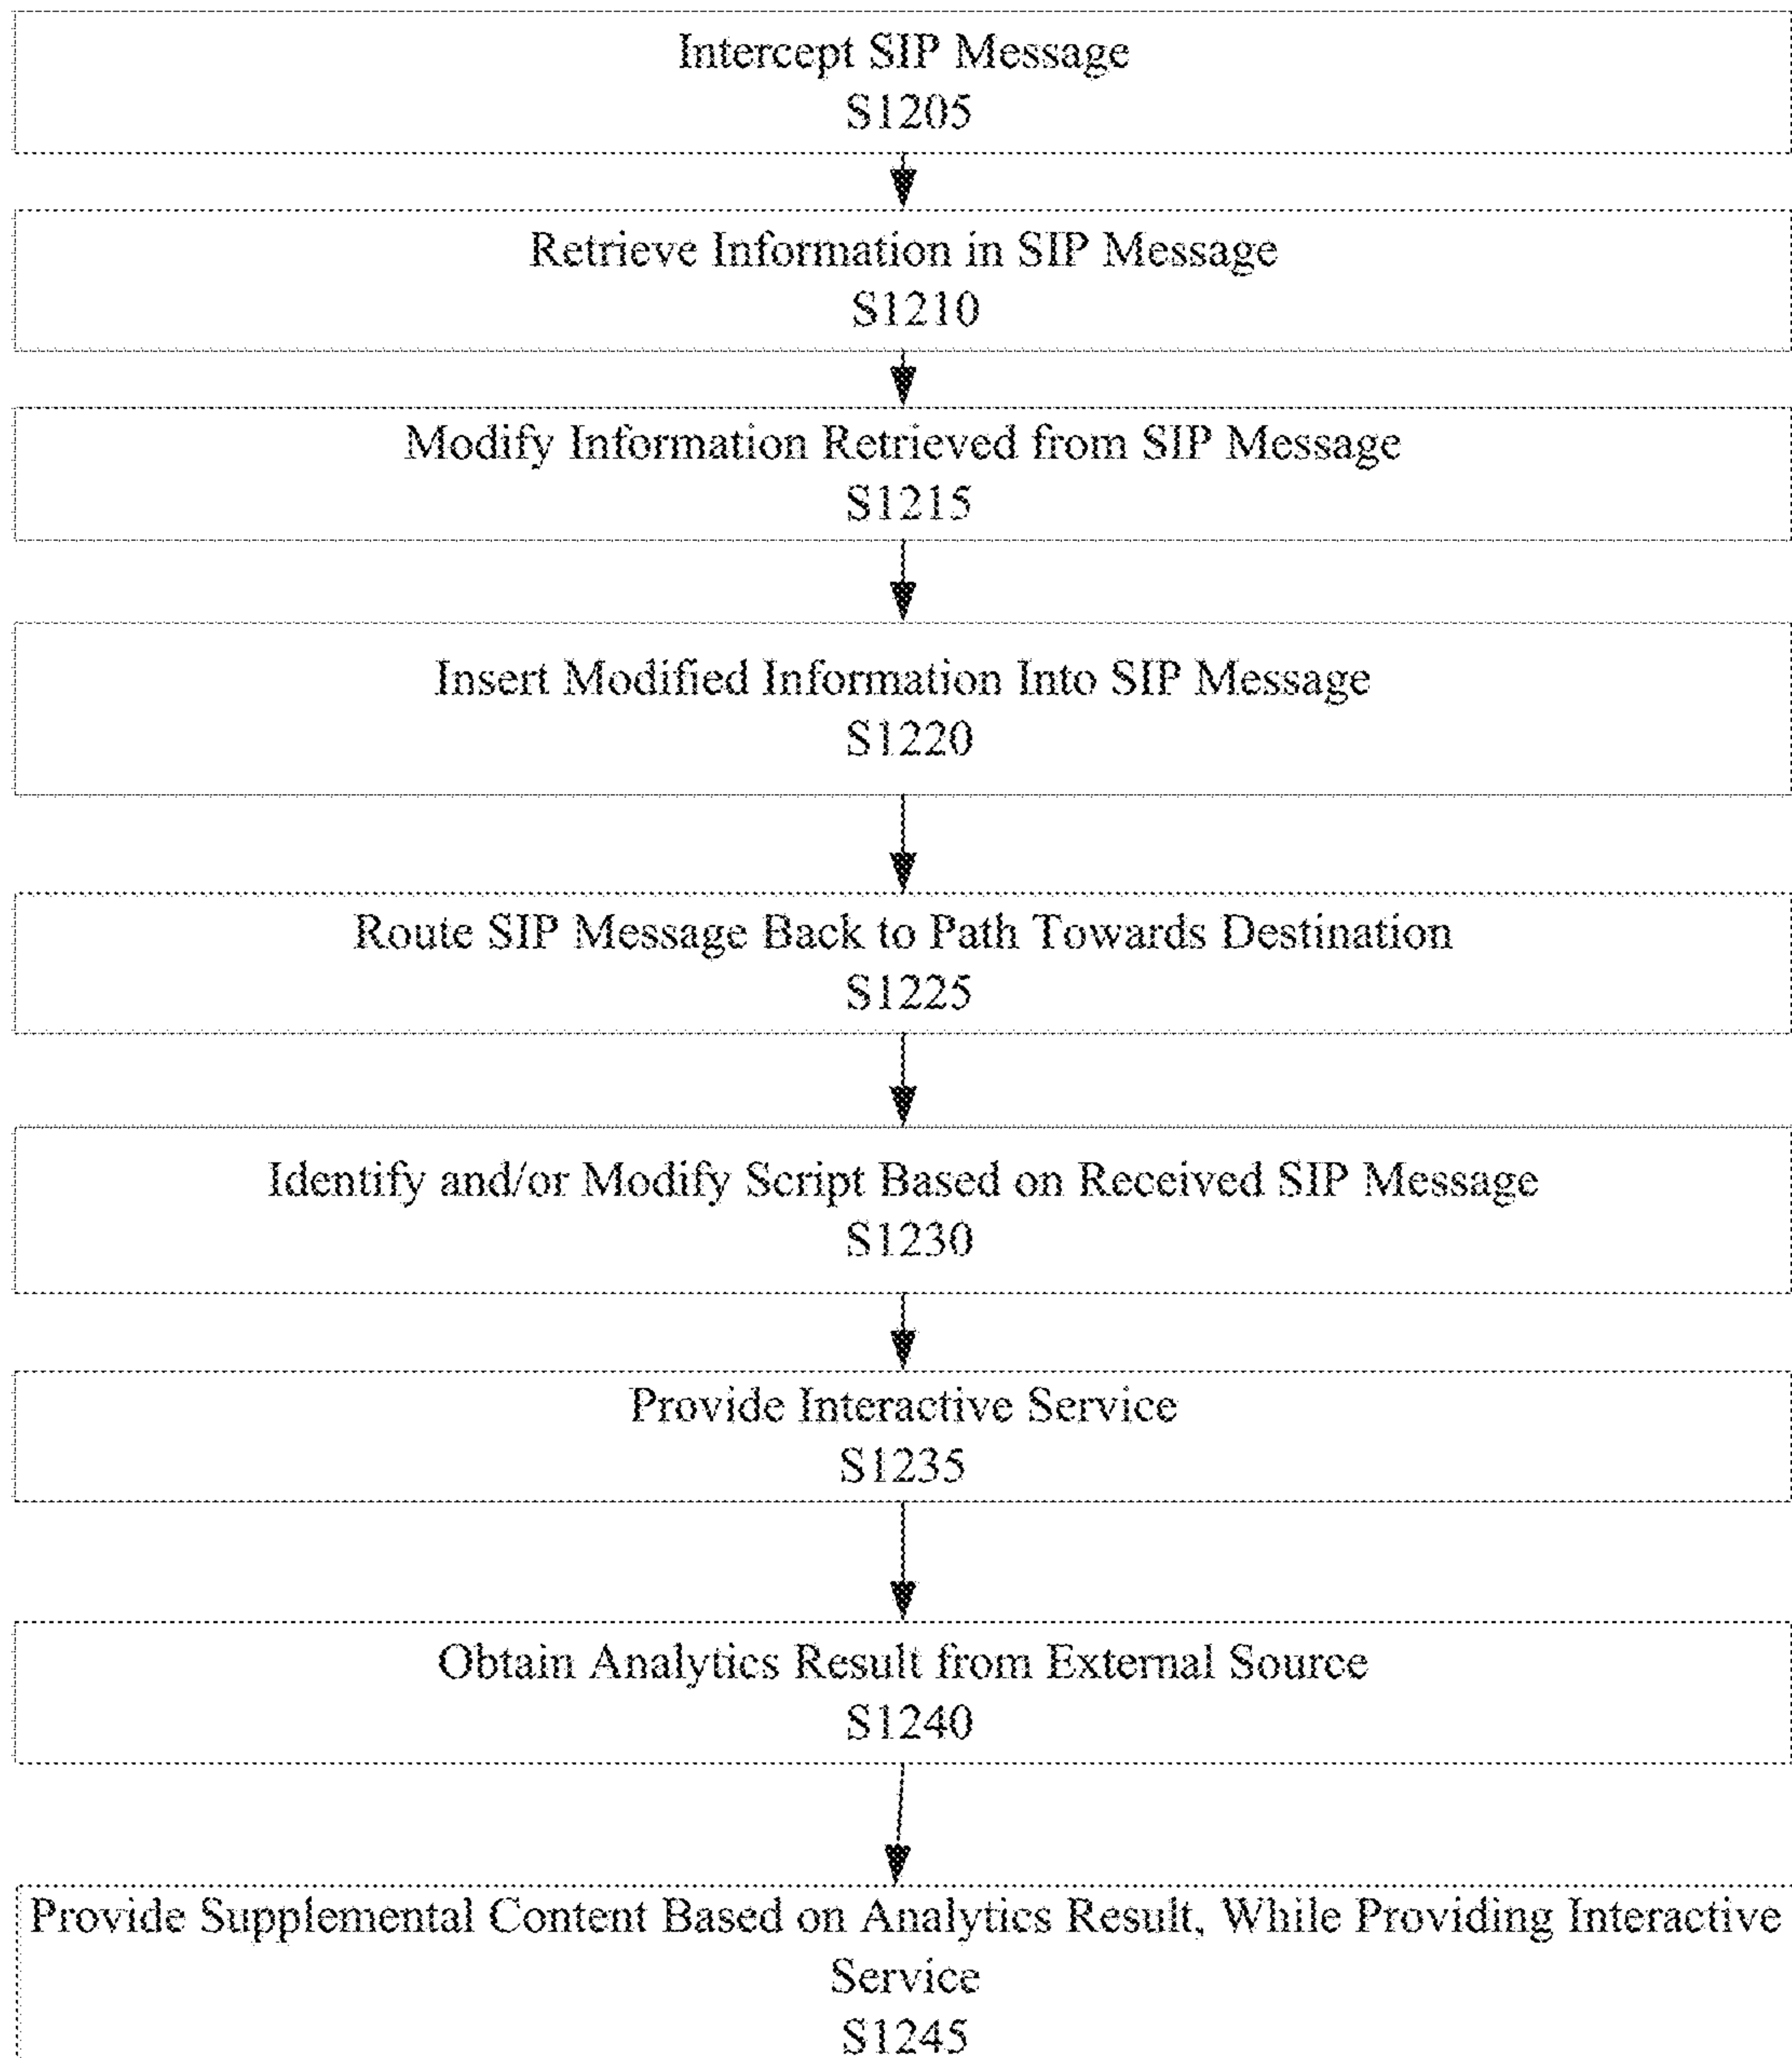 Intercept SIP Message
S1205
Retrieve Information in SIP Message
S1210
Modify Information Retrieved from SIP Message
S1215
Insert Modified Information Into SIP Message
S1220
Route SIP Message Back to Path Towards Destination
S1225
Identify and/or Modify Script Based on Received SIP Message
S1230
Provide Interactive Service
S1235
Obtain Analytics Result from External Source
S1240
Provide Supplemental Content Based on Analytics Result, While Providing Interactive
Service
S1245